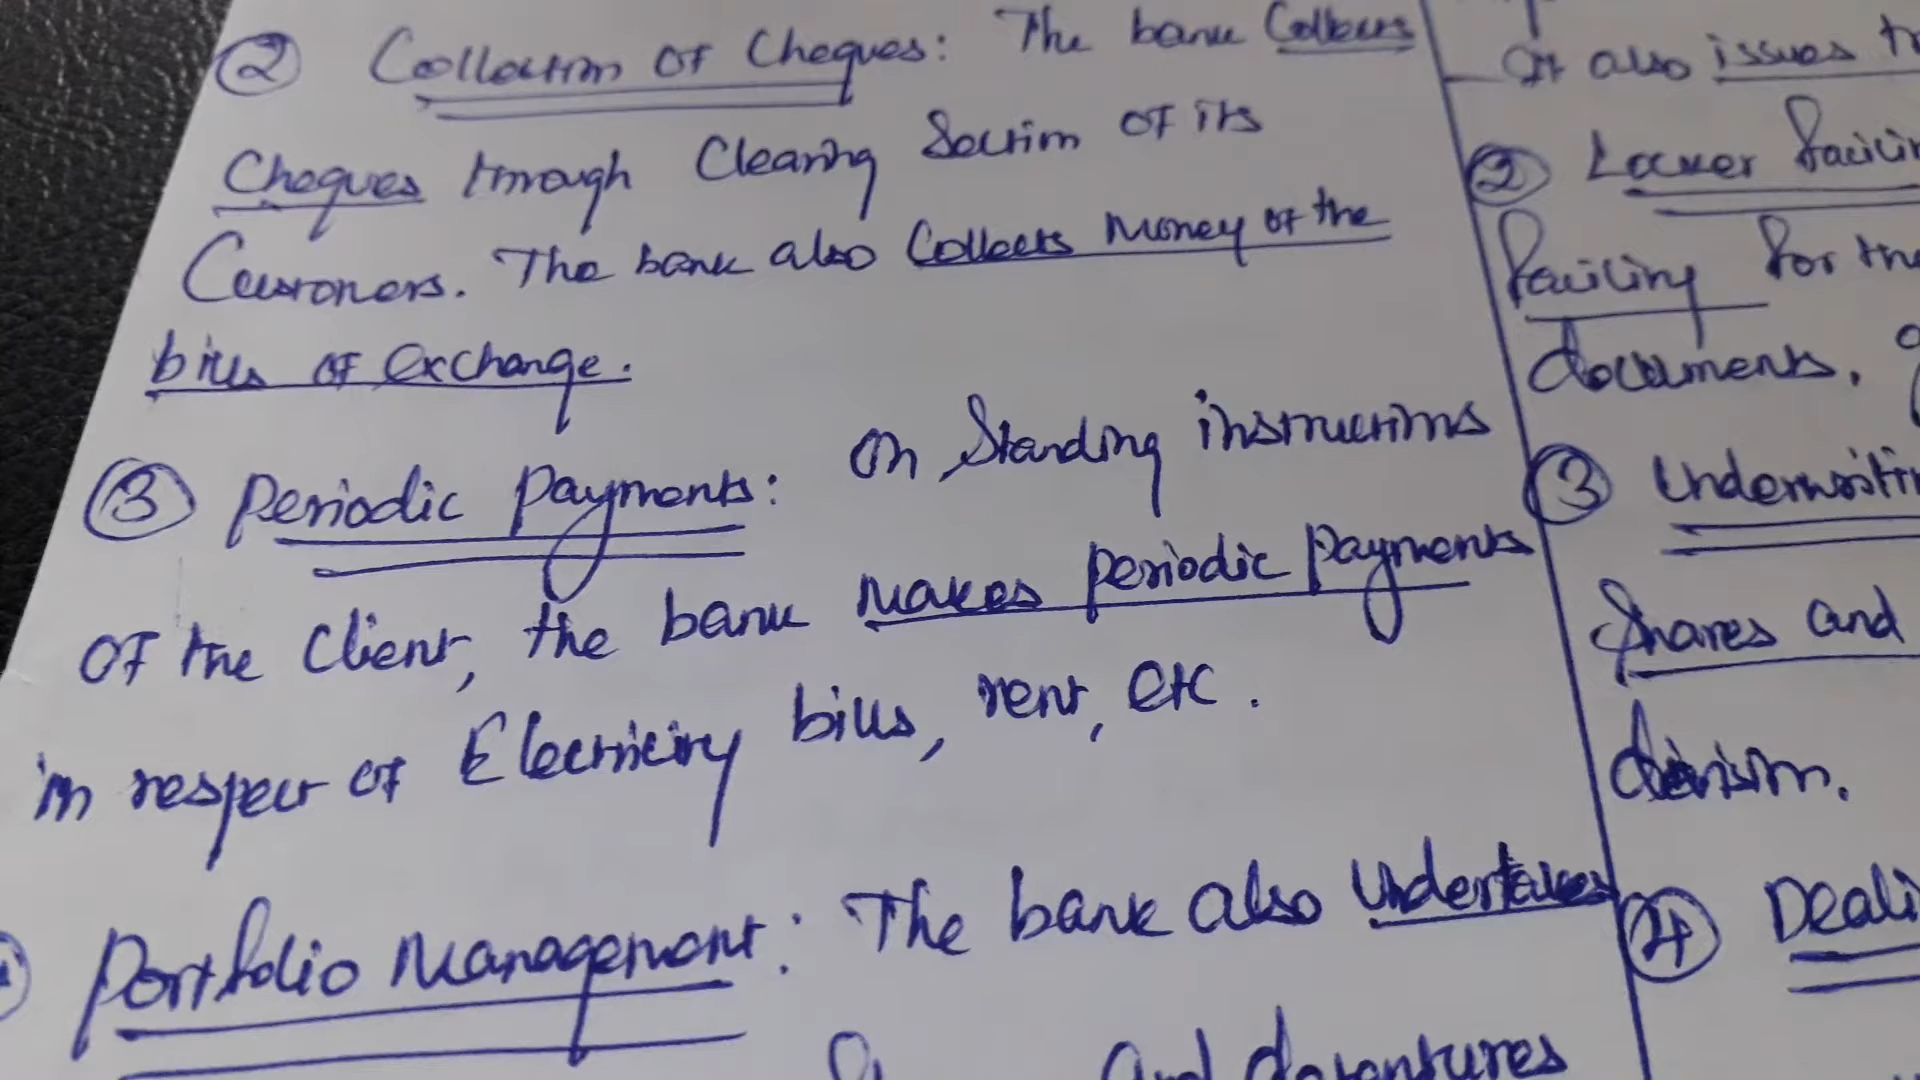 ② Collection of Cheques: The bank Collects
Cheques through Clearing Section of its
Customers. The bank also Collects Money of the
bills of exchange.
③ Periodic Payments: On Standing instructions
of the Client, the bank makes periodic payments
in respect of Electricity bills, rent, etc.
Portfolio Management: The bank also Undertakes
and debentures
It also issues
② Locker
facility for the
documents.
③
Shares and
division.
④